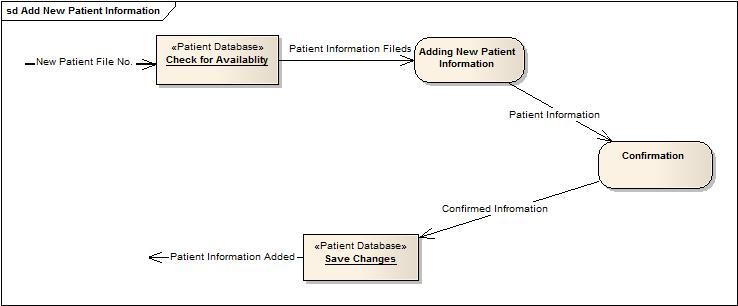 sd Add New Patient Information
New Patient File No.
«Patient Database»
Check for Availablity
Patient Information Fileds
Adding New Patient
Information
Patient Information
Confirmation
Confirmed Infromation
«Patient Database»
Save Changes
Patient Information Added